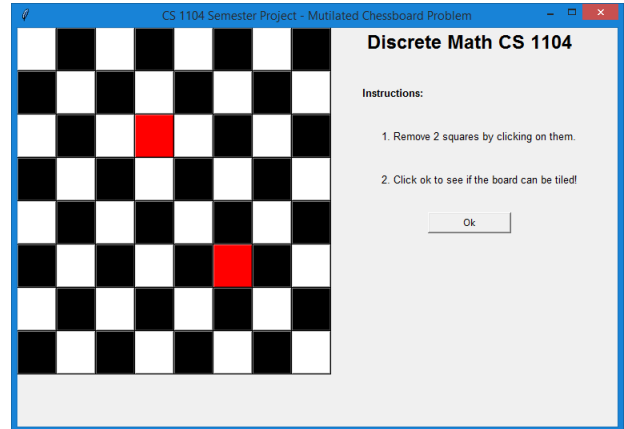 CS 1104 Semester Project - Mutilated Chessboard Problem
Discrete Math CS 1104
Instructions:
1. Remove 2 squares by clicking on them.
2. Click ok to see if the board can be tiled!
Ok